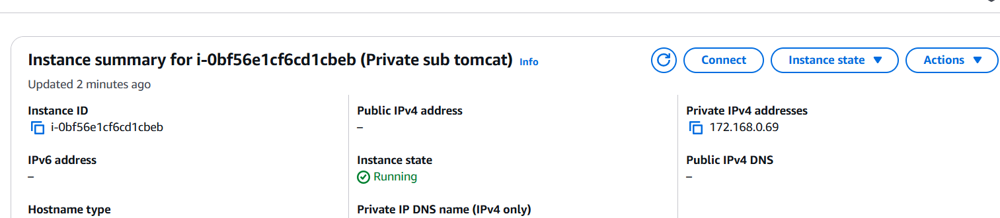 Instance summary for i-0bf56e1cf6cd1cbeb (Private sub tomcat) Info
Connect
Instance state
Actions
Updated 2 minutes ago
Instance ID
i-0bf56e1cf6cd1cbeb
Public IPv4 address
–
Private IPv4 addresses
172.168.0.69
IPv6 address
–
Instance state
Running
Public IPv4 DNS
–
Hostname type
Private IP DNS name (IPv4 only)